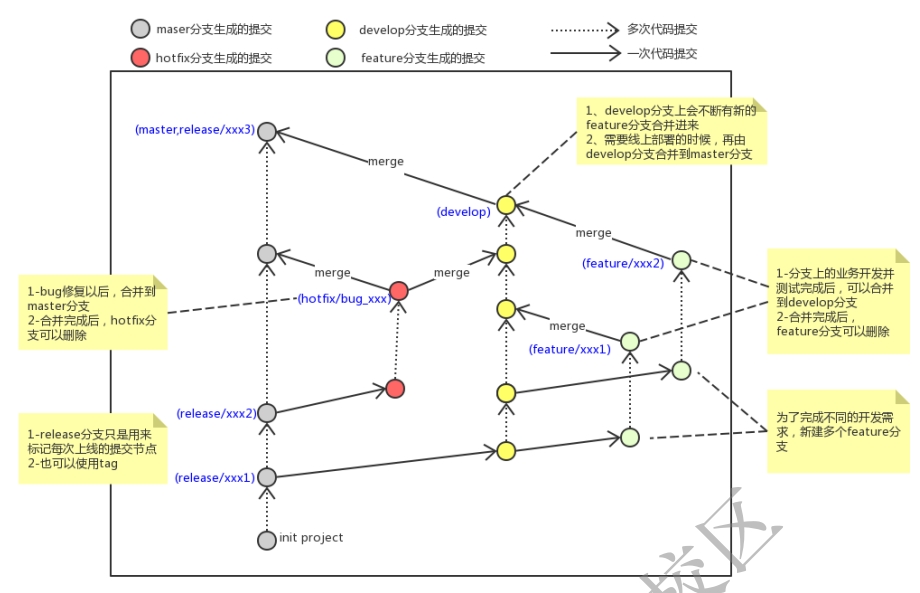 maser分支生成的提交
develop分支生成的提交
多次代码提交
hotfix分支生成的提交
feature分支生成的提交
一次代码提交
(master,release/xxx3)
merge
1、develop分支上会不断有新的
feature分支合并进来
2、需要线上部署的时候，再由
develop分支合并到master分支
(develop)
merge
(feature/xxx2)
merge
merge
1-bug修复以后，合并到
master分支
2-合并完成后，hotfix分
支可以删除
(hotfix/bug_xxx)
1-分支上的业务开发并
测试完成后，可以合并
到develop分支
2-合并完成后，
feature分支可以删除
merge
(feature/xxx1)
(release/xxx2)
1-release分支只是用来
标记每次上线的提交节点
2-也可以使用tag
为了完成不同的开发需
求，新建多个feature分
支
(release/xxx1)
init project
校区